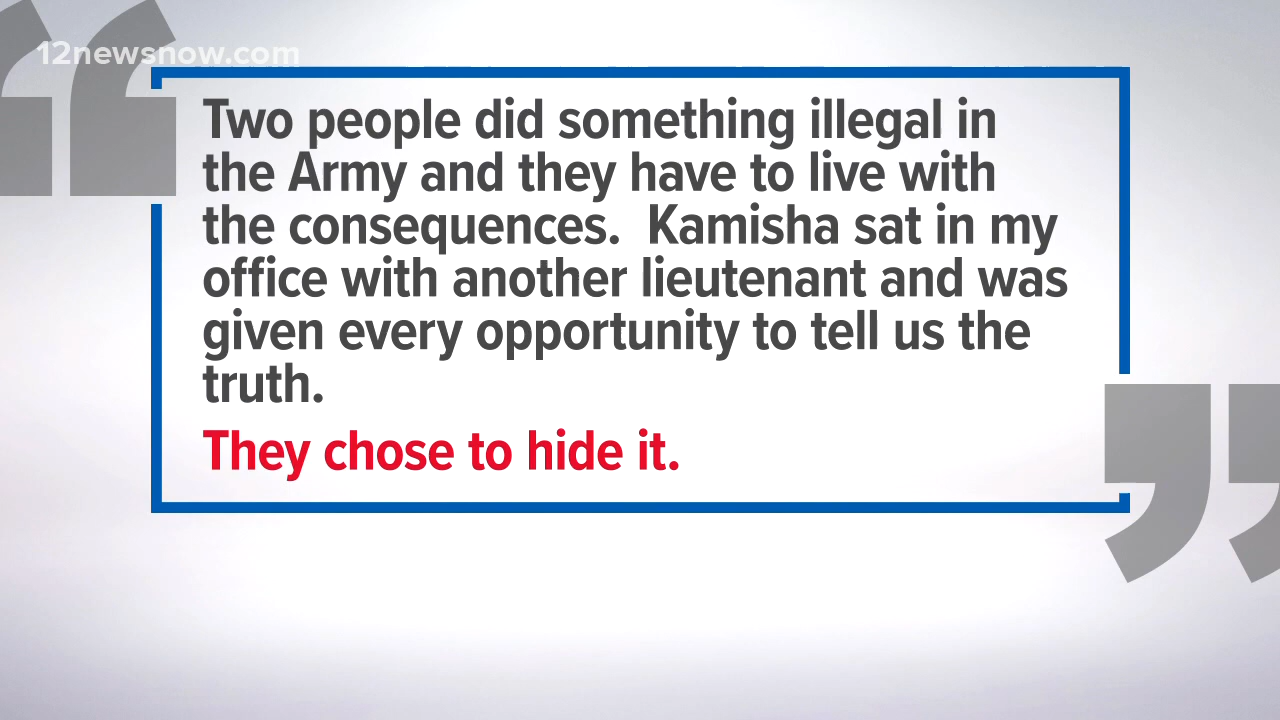 12newsnow.com
Two people did something illegal in
the Army and they have to live with
the consequences.  Kamisha sat in my
office with another lieutenant and was
given every opportunity to tell us the
truth.
They chose to hide it.